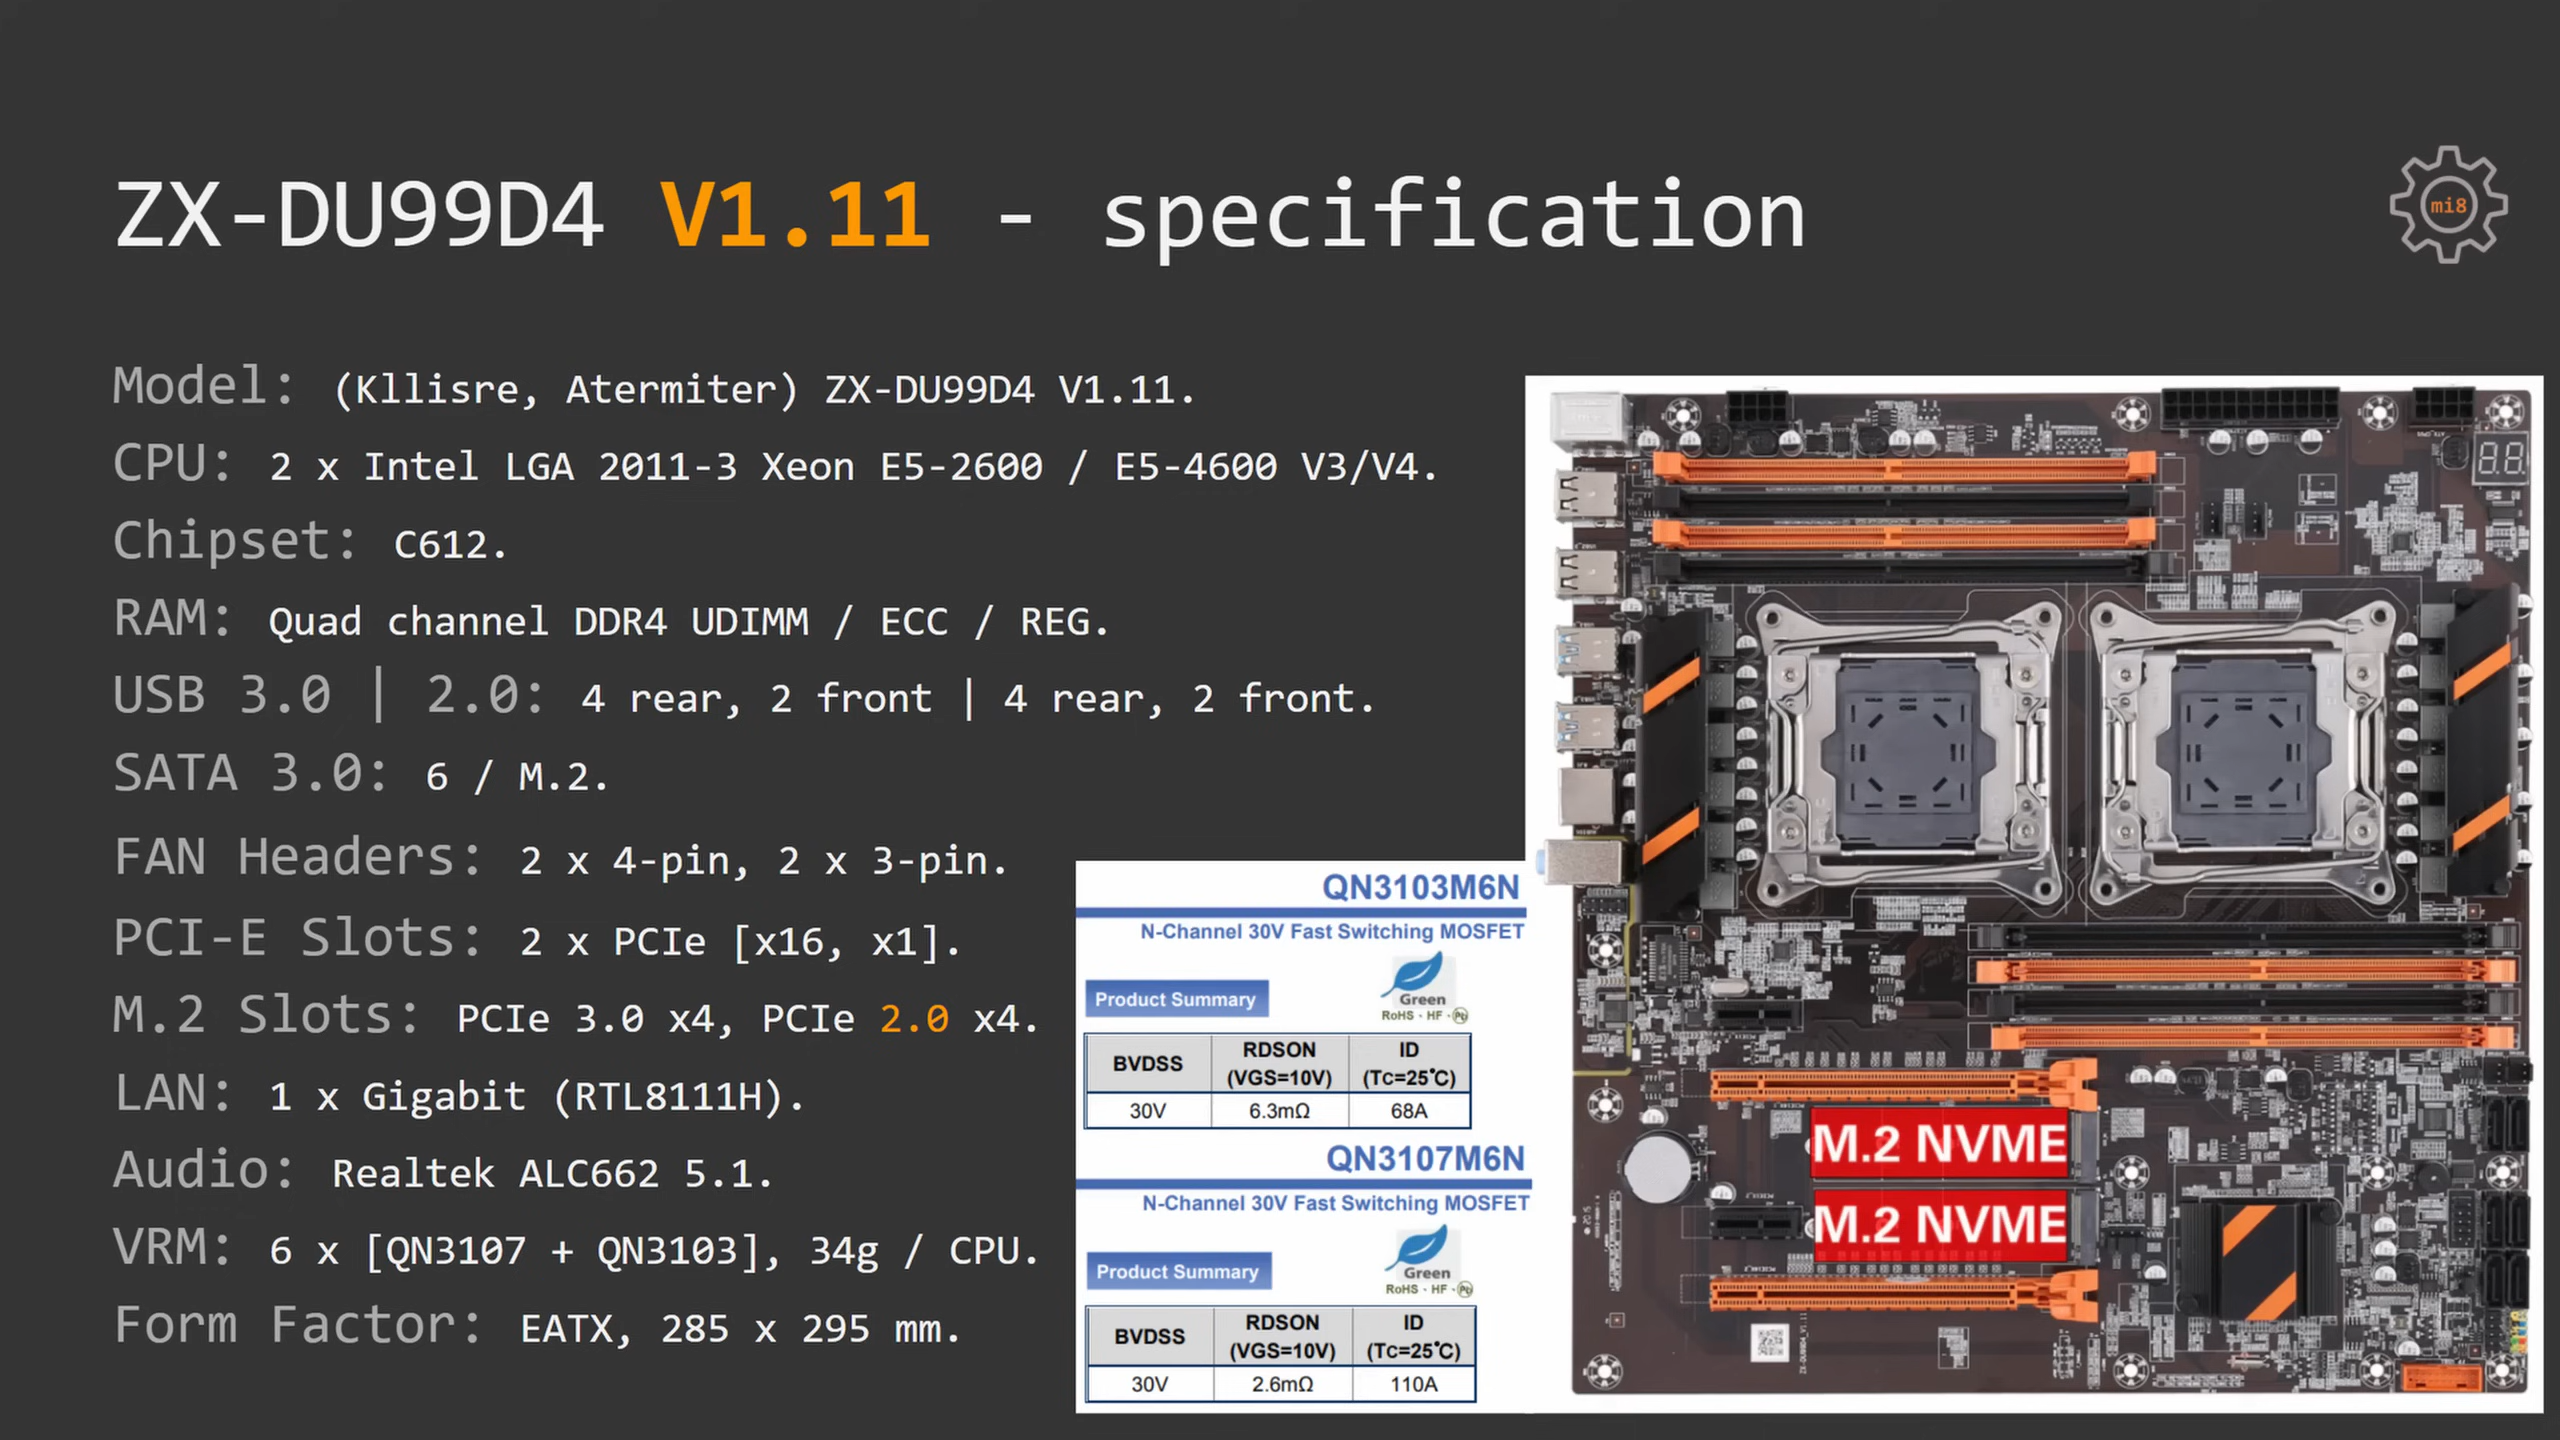 ZX-DU99D4 V1.11 - specification
mi8
Model: (Kllisre, Atermiter) ZX-DU99D4 V1.11.
CPU: 2 x Intel LGA 2011-3 Xeon E5-2600 / E5-4600 V3/V4.
Chipset: C612.
RAM: Quad channel DDR4 UDIMM / ECC / REG.
USB 3.0 | 2.0: 4 rear, 2 front | 4 rear, 2 front.
SATA 3.0: 6 / M.2.
FAN Headers: 2 x 4-pin, 2 x 3-pin.
PCI-E Slots: 2 x PCIe [x16, x1].
M.2 Slots: PCIe 3.0 x4, PCIe 2.0 x4.
LAN: 1 x Gigabit (RTL8111H).
Audio: Realtek ALC662 5.1.
VRM: 6 x [QN3107 + QN3103], 34g / CPU.
Form Factor: EATX, 285 x 295 mm.
QN3103M6N
N-Channel 30V Fast Switching MOSFET
Green
Product Summary
RoHS · HF · Pb
BVDSS RDSON (VGS=10V) ID (Tc=25℃)
30V 6.3mΩ 68A
QN3107M6N
N-Channel 30V Fast Switching MOSFET
Green
Product Summary
RoHS · HF · Pb
BVDSS RDSON (VGS=10V) ID (Tc=25℃)
30V 2.6mΩ 110A
M.2 NVME
M.2 NVME